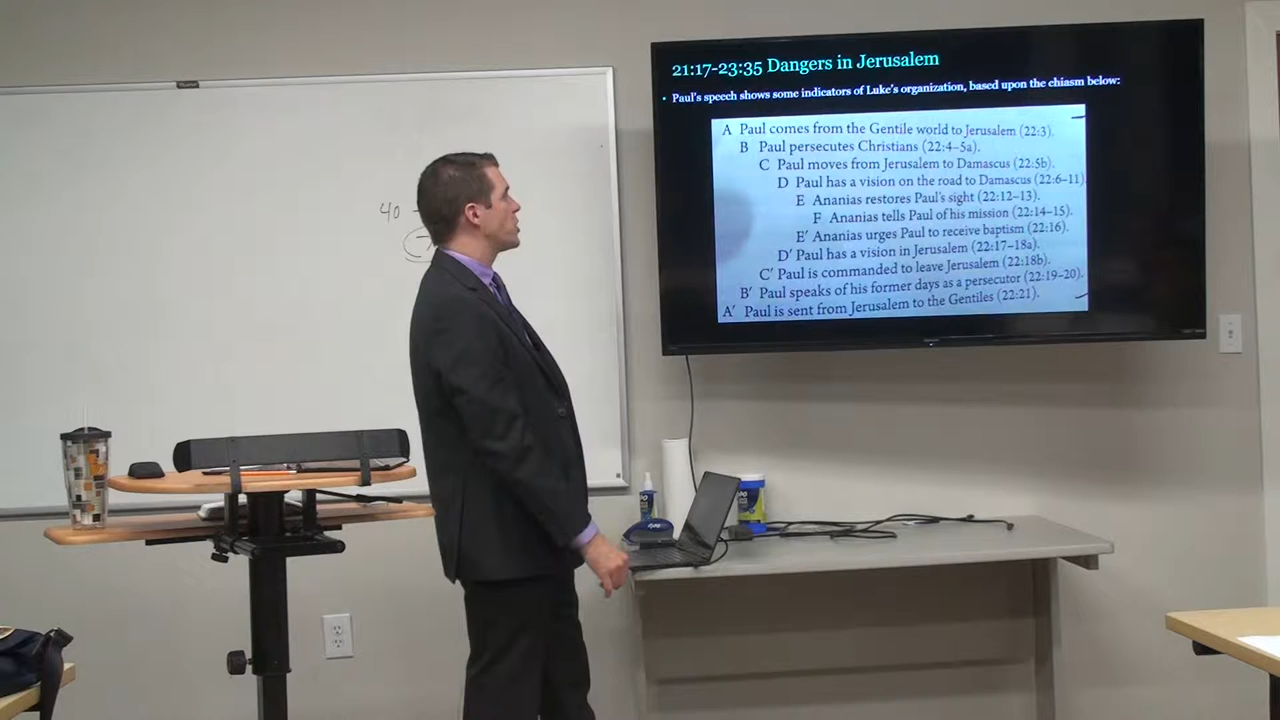 21:17-23:35 Dangers in Jerusalem
• Paul's speech shows some indicators of Luke's organization, based upon the chiasm below:
A Paul comes from the Gentile world to Jerusalem (22:3).
B Paul persecutes Christians (22:4–5a).
C Paul moves from Jerusalem to Damascus (22:5b).
D Paul has a vision on the road to Damascus (22:6–11)
E Ananias restores Paul's sight (22:12–13).
F Ananias tells Paul of his mission (22:14–15).
E′ Ananias urges Paul to receive baptism (22:16).
D′ Paul has a vision in Jerusalem (22:17–18a).
C′ Paul is commanded to leave Jerusalem (22:18b).
B′ Paul speaks of his former days as a persecutor (22:19–20).
A′ Paul is sent from Jerusalem to the Gentiles (22:21).
40
EXPO